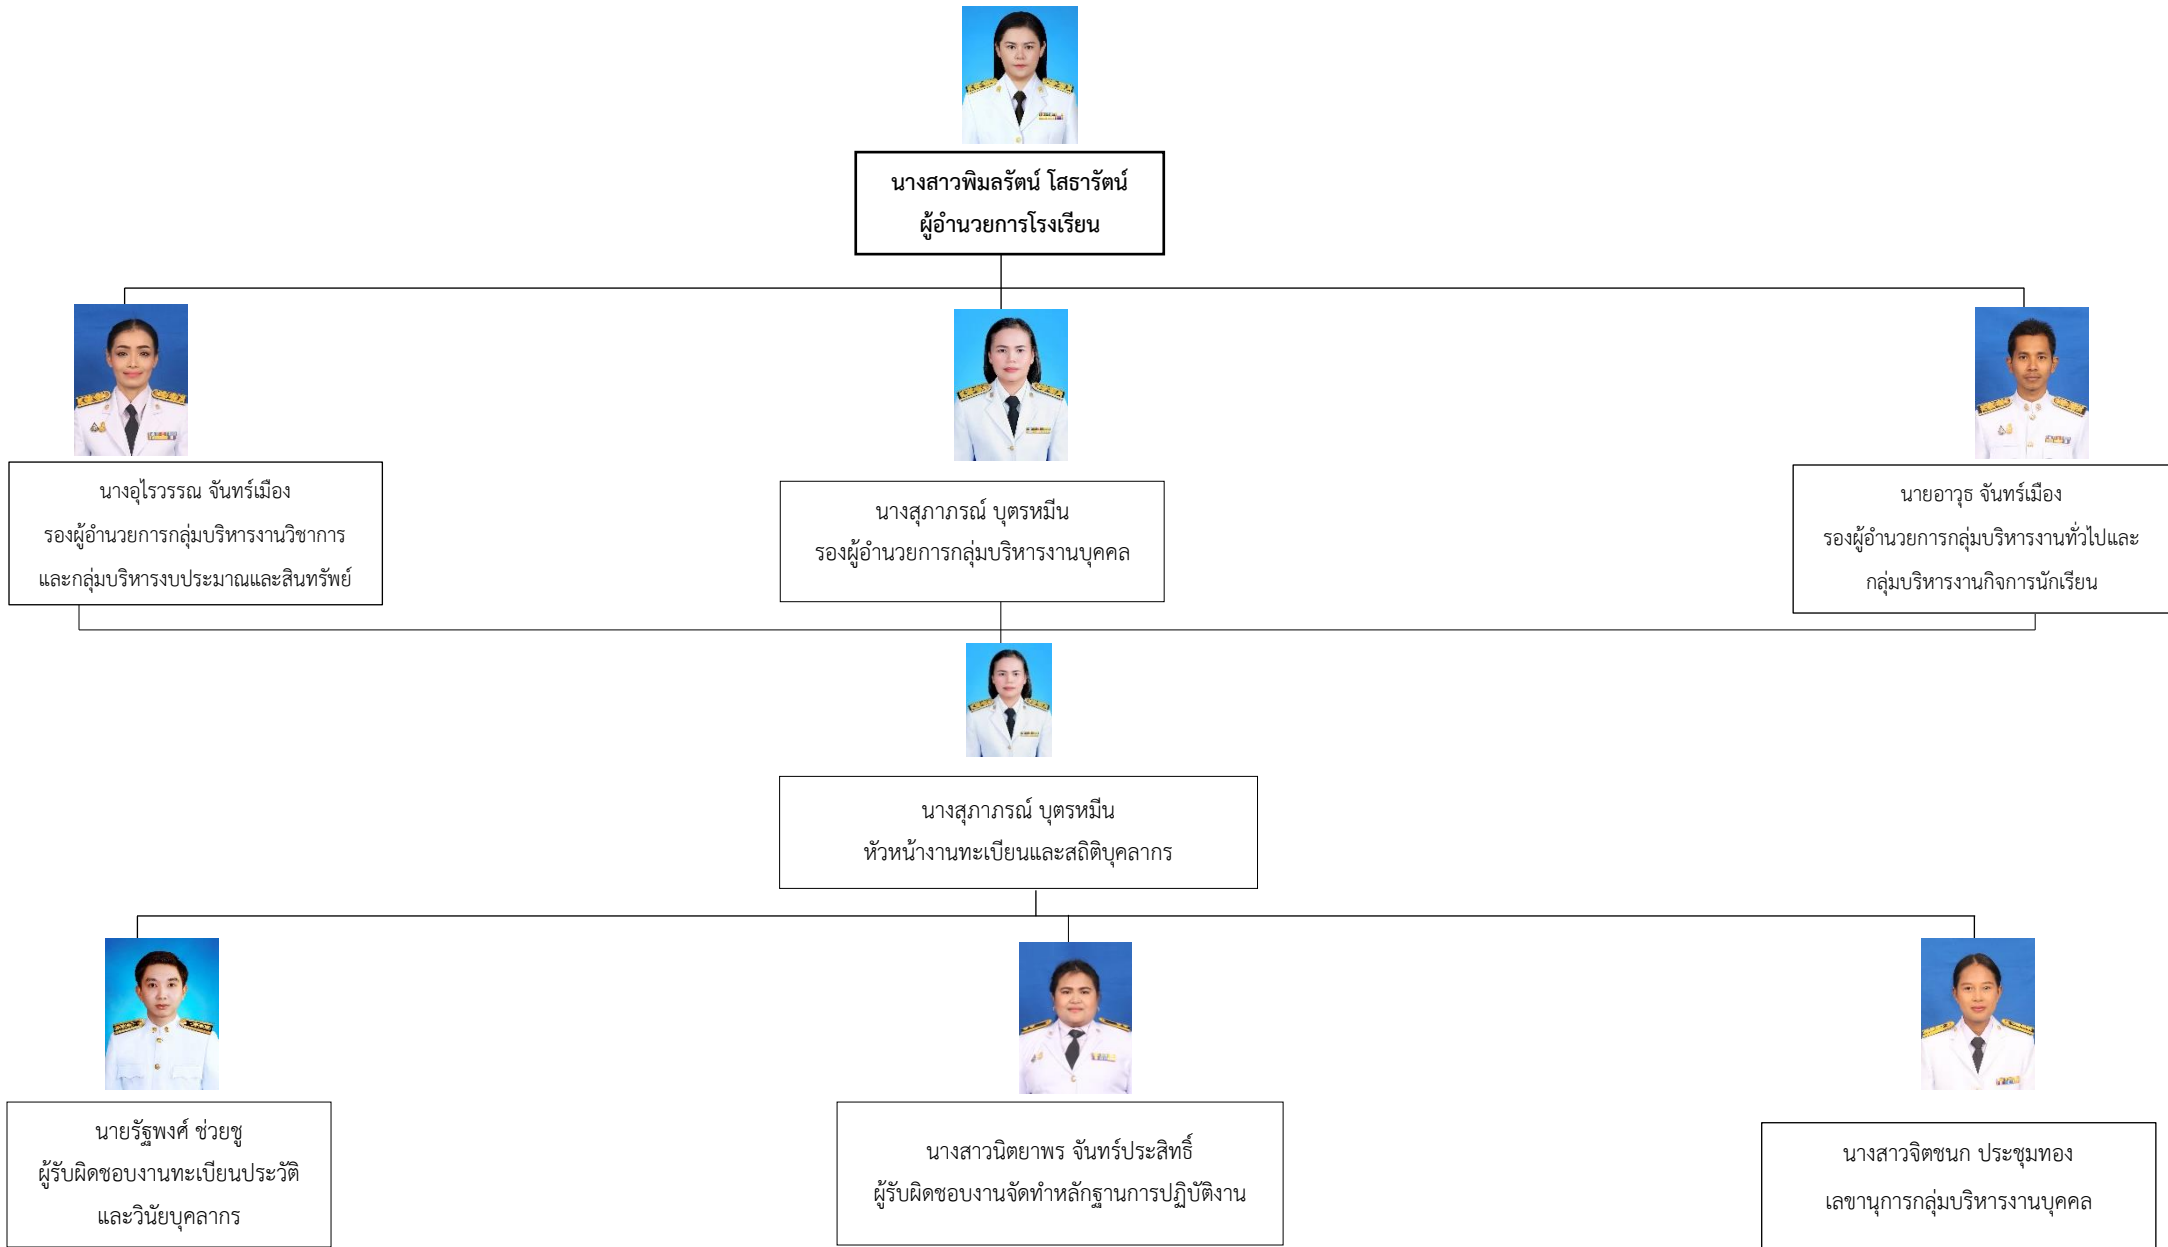 นางสาวพิมลรัตน์ โสธารัตน์
ผู้อำนวยการโรงเรียน
นางอุไรวรรณ จันทร์เมือง
รองผู้อำนวยการกลุ่มบริหารงานวิชาการ
และกลุ่มบริหารงบประมาณและสินทรัพย์
นางสุภาภรณ์ บุตรหมีน
รองผู้อำนวยการกลุ่มบริหารงานบุคคล
นายอาวุธ จันทร์เมือง
รองผู้อำนวยการกลุ่มบริหารงานทั่วไปและ
กลุ่มบริหารงานกิจการนักเรียน
นางสุภาภรณ์ บุตรหมีน
หัวหน้างานทะเบียนและสถิติบุคลากร
นายรัฐพงศ์ ช่วยชู
ผู้รับผิดชอบงานทะเบียนประวัติ
และวินัยบุคลากร
นางสาวนิตยาพร จันทร์ประสิทธิ์
ผู้รับผิดชอบงานจัดทำหลักฐานการปฏิบัติงาน
นางสาวจิตชนก ประชุมทอง
เลขานุการกลุ่มบริหารงานบุคคล